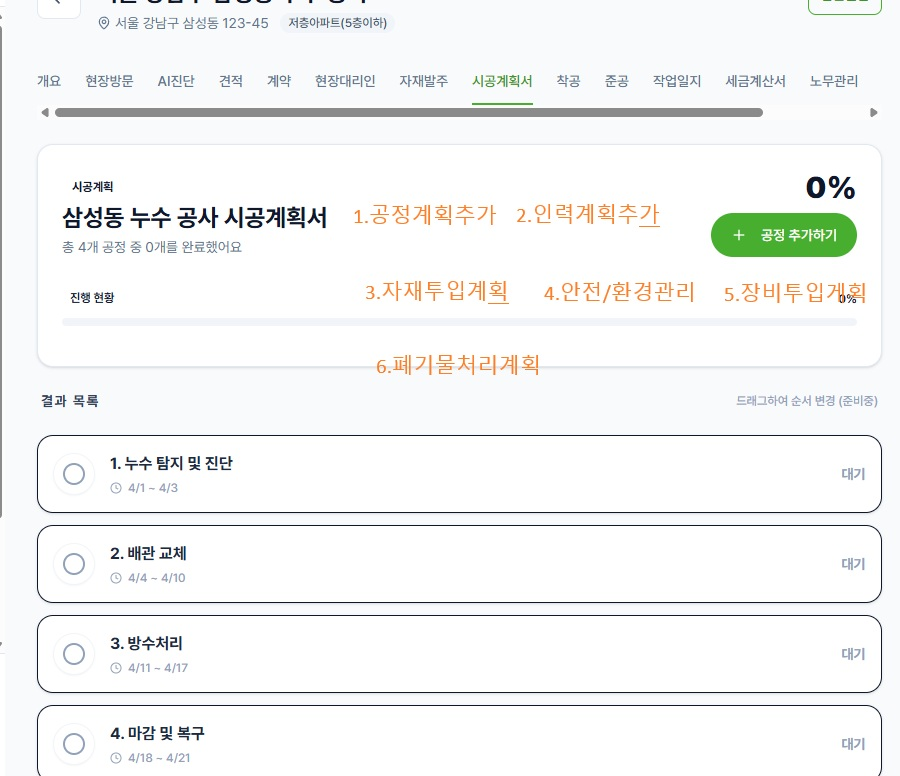 서울 강남구 삼성동 123-45 저층아파트(5층이하)
개요 현장방문 AI진단 견적 계약 현장대리인 자재발주 시공계획서 착공 준공 작업일지 세금계산서 노무관리
시공계획
0%
삼성동 누수 공사 시공계획서
1.공정계획추가 2.인력계획추가
+ 공정 추가하기
총 4개 공정 중 0개를 완료했어요
3.자재투입계획 4.안전/환경관리 5.장비투입게획
진행 현황
0%
6.폐기물처리계획
결과 목록
드래그하여 순서 변경 (준비중)
1. 누수 탐지 및 진단
4/1 ~ 4/3
대기
2. 배관 교체
4/4 ~ 4/10
대기
3. 방수처리
4/11 ~ 4/17
대기
4. 마감 및 복구
4/18 ~ 4/21
대기